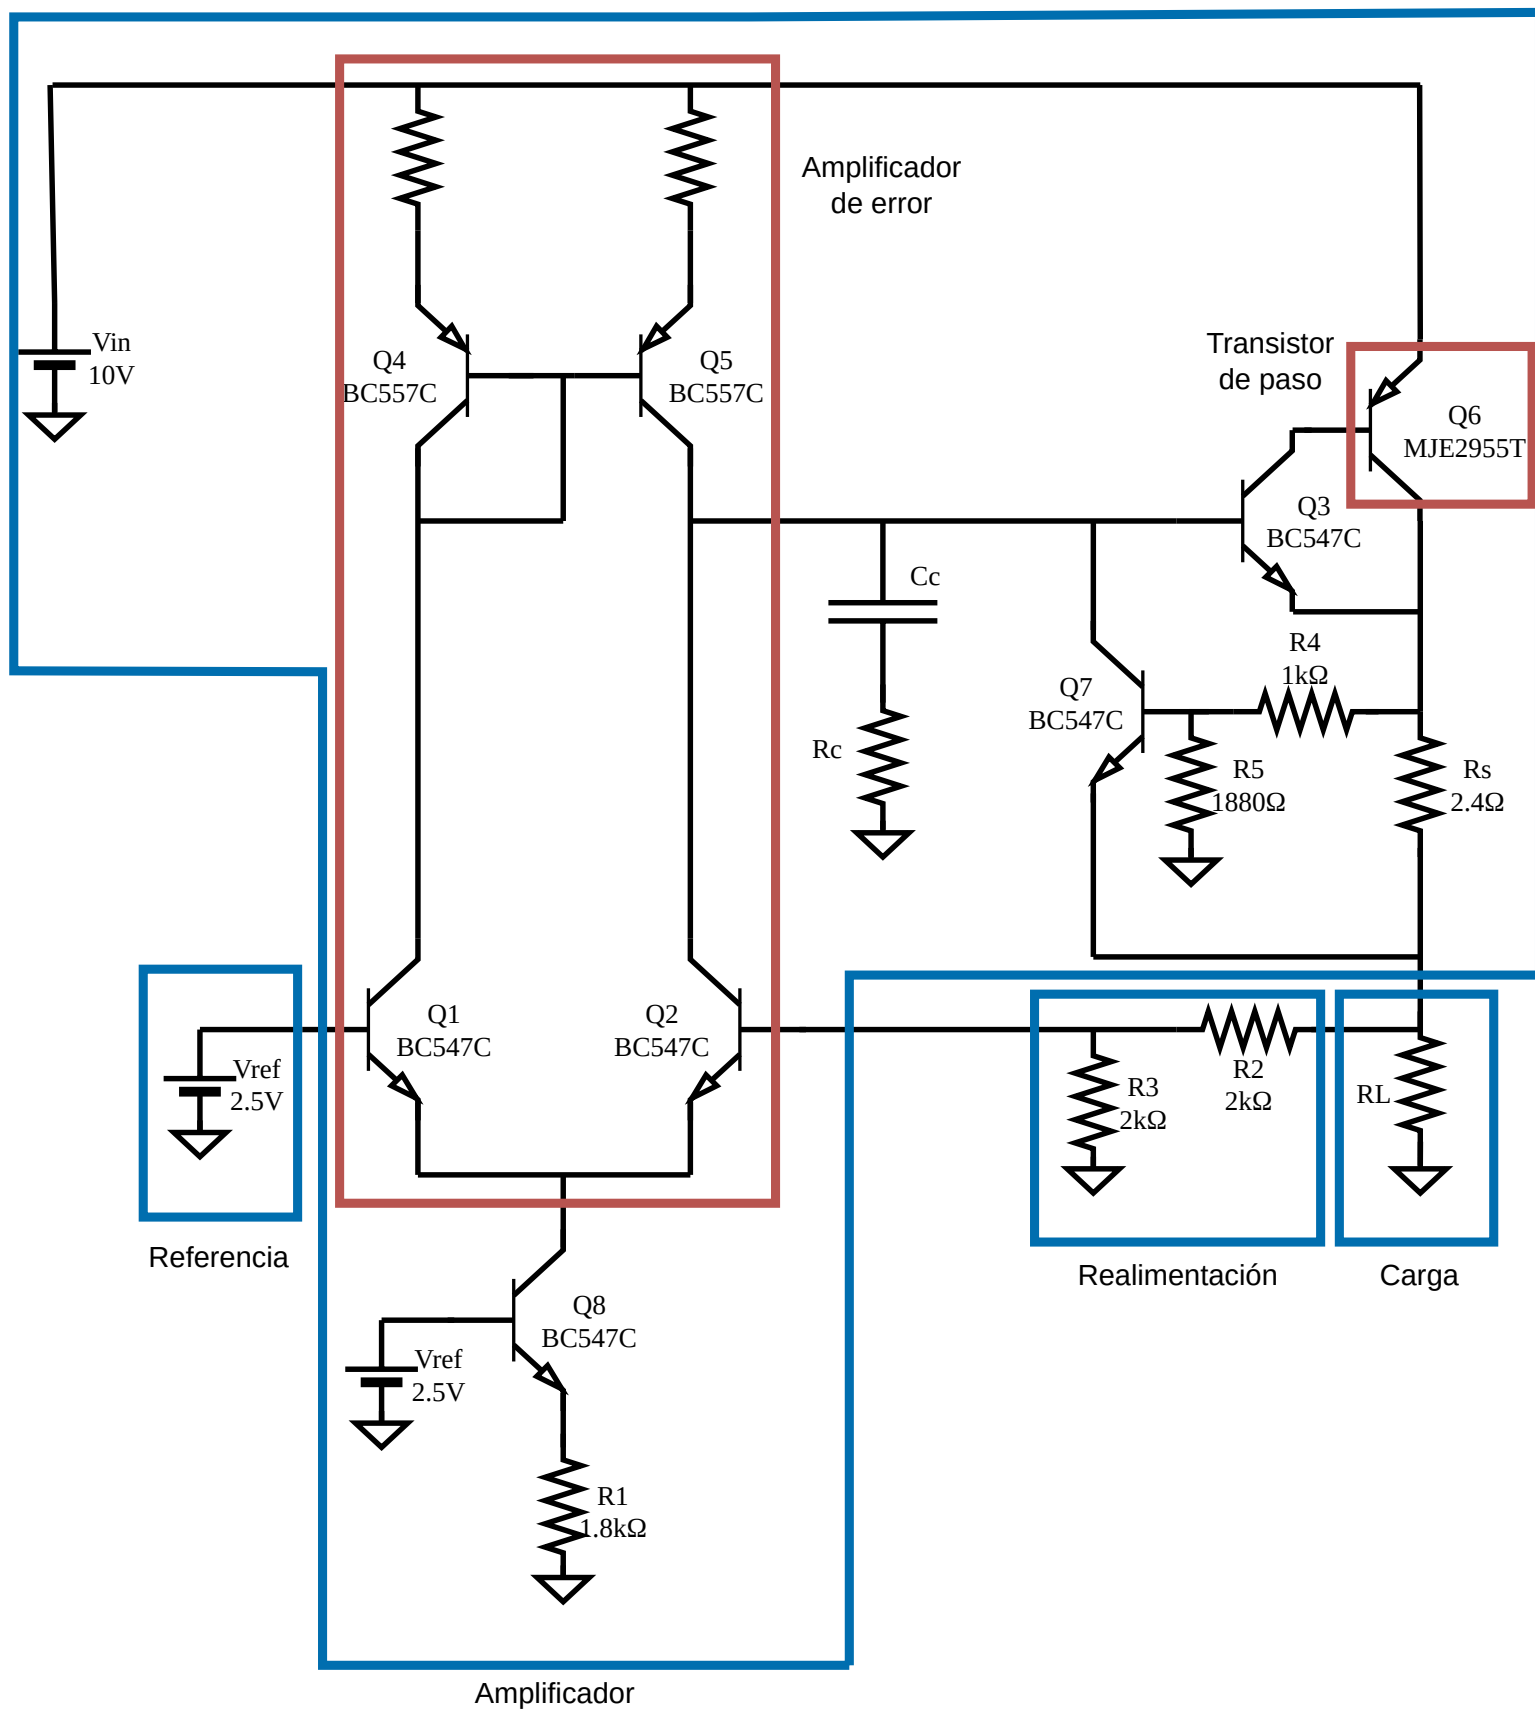 Amplificador
de error
Vin
10V
Q4
BC557C
Q5
BC557C
Transistor
de paso
Q6
MJE2955T
Q3
BC547C
Cc
R4
1kΩ
Q7
BC547C
Rc
R5
1880Ω
Rs
2.4Ω
Q1
BC547C
Q2
BC547C
Vref
2.5V
R3
2kΩ
R2
2kΩ
RL
Referencia
Realimentación
Carga
Q8
BC547C
Vref
2.5V
R1
1.8kΩ
Amplificador